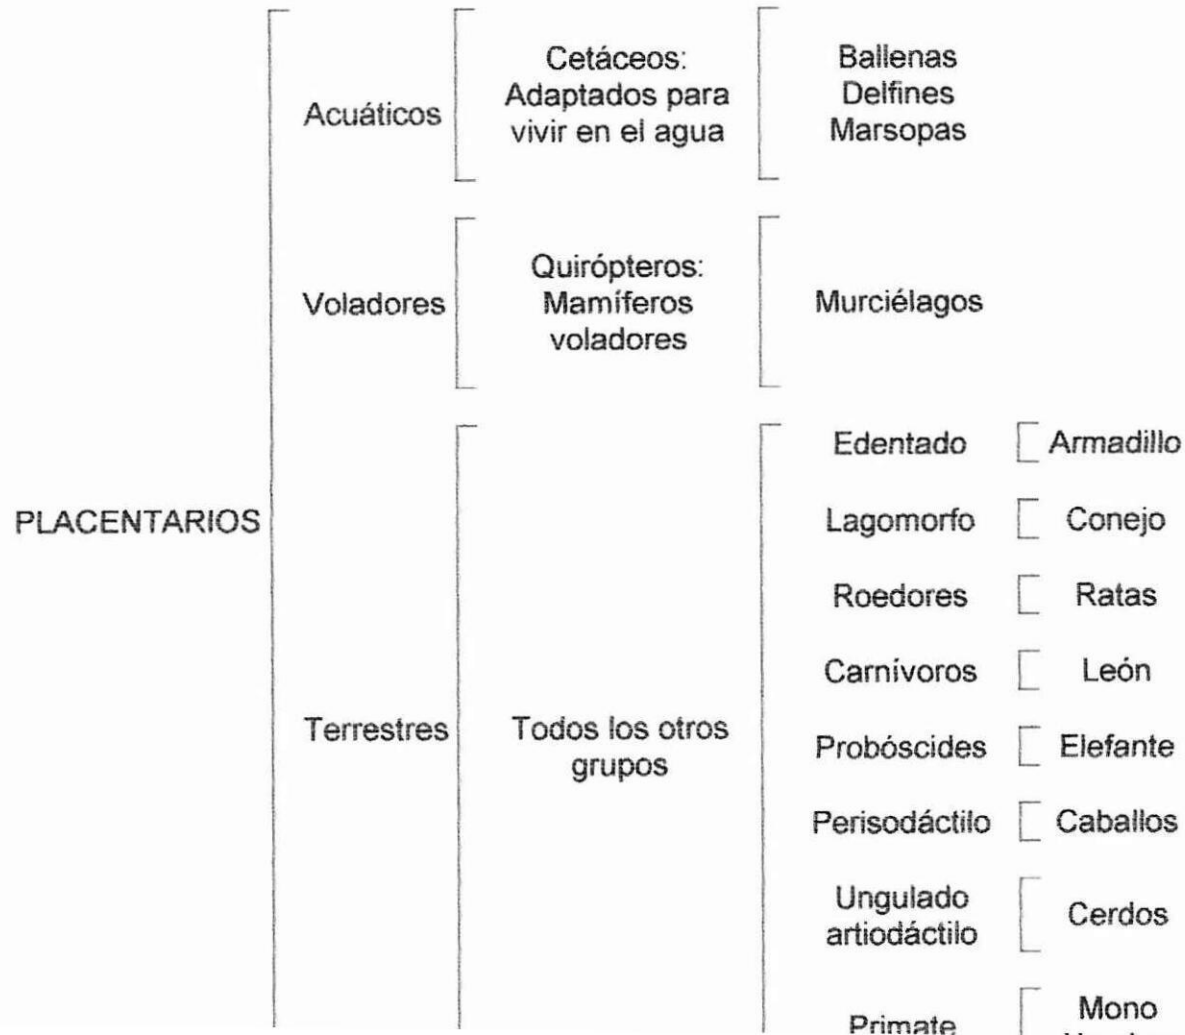 Cetáceos:
Adaptados para
vivir en el agua
Ballenas
Delfines
Marsopas
Acuáticos
Quirópteros:
Mamíferos
voladores
Voladores
Murciélagos
Edentado
Armadillo
PLACENTARIOS
Lagomorfo
Conejo
Roedores
Ratas
Carnívoros
León
Terrestres
Todos los otros
grupos
Probóscides
Elefante
Perisodáctilo
Caballos
Ungulado
artiodáctilo
Cerdos
Primate
Mono